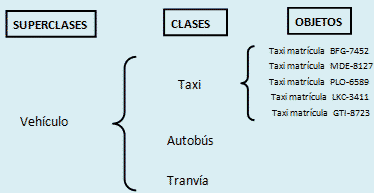 SUPERCLASES
CLASES
OBJETOS
Vehículo
Taxi
Autobús
Tranvía
Taxi matrícula BFG-7452
Taxi matrícula MDE-8127
Taxi matrícula PLO-6589
Taxi matrícula LKC-3411
Taxi matrícula GTI-8723